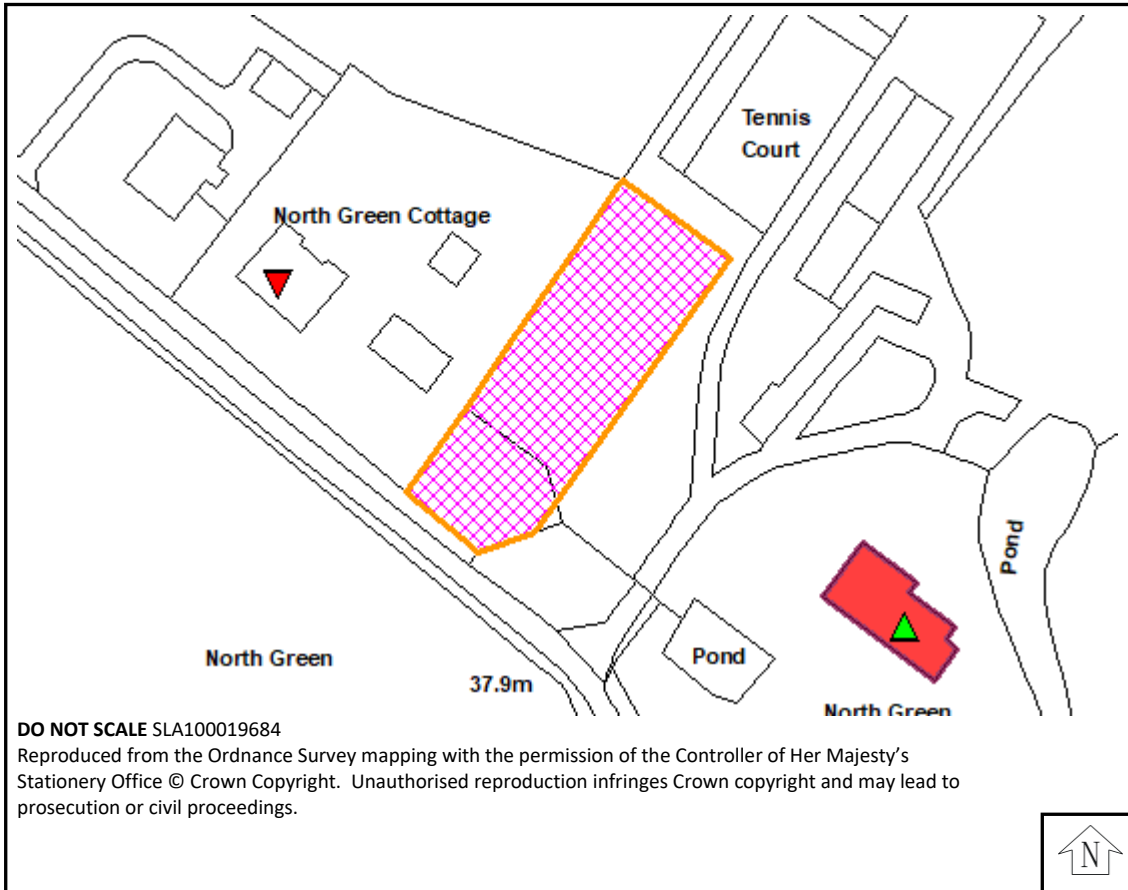 Tennis
Court
North Green Cottage
Pond
North Green
Pond
37.9m
North Green
DO NOT SCALE SLA100019684
Reproduced from the Ordnance Survey mapping with the permission of the Controller of Her Majesty's
Stationery Office © Crown Copyright. Unauthorised reproduction infringes Crown copyright and may lead to
prosecution or civil proceedings.
N